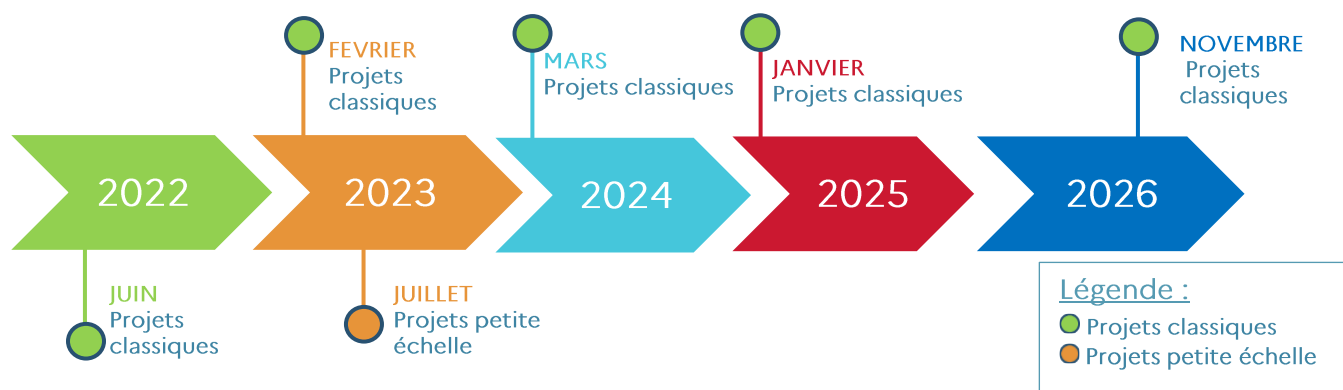 FEVRIER
Projets
classiques
MARS
Projets classiques
JANVIER
Projets classiques
NOVEMBRE
Projets
classiques
2022
2023
2024
2025
2026
JUIN
Projets
classiques
JUILLET
Projets petite
échelle
Légende :
Projets classiques
Projets petite échelle